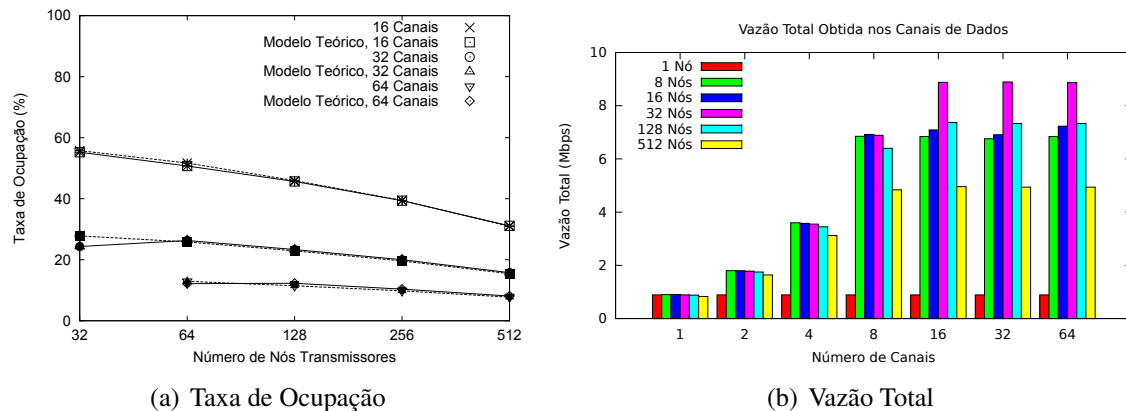 100
80
60
40
20
0
Taxa de Ocupação (%)
16 Canais
Modelo Teórico, 16 Canais
32 Canais
Modelo Teórico, 32 Canais
64 Canais
Modelo Teórico, 64 Canais
32 64 128 256 512
Número de Nós Transmissores
(a) Taxa de Ocupação
Vazão Total Obtida nos Canais de Dados
10
8
6
4
2
0
Vazão Total (Mbps)
1 Nó
8 Nós
16 Nós
32 Nós
128 Nós
512 Nós
1 2 4 8 16 32 64
Número de Canais
(b) Vazão Total